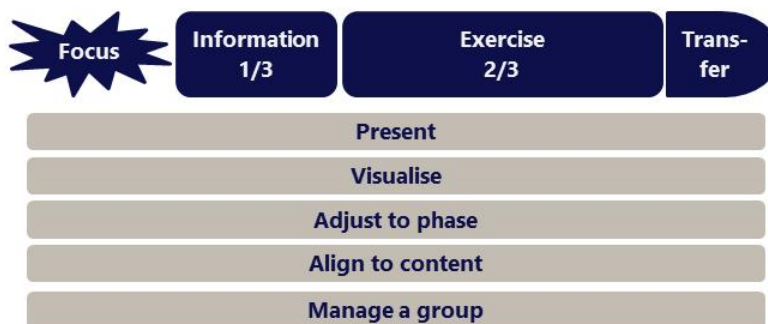 Focus
Information
1/3
Exercise
2/3
Trans-
fer
Present
Visualise
Adjust to phase
Align to content
Manage a group